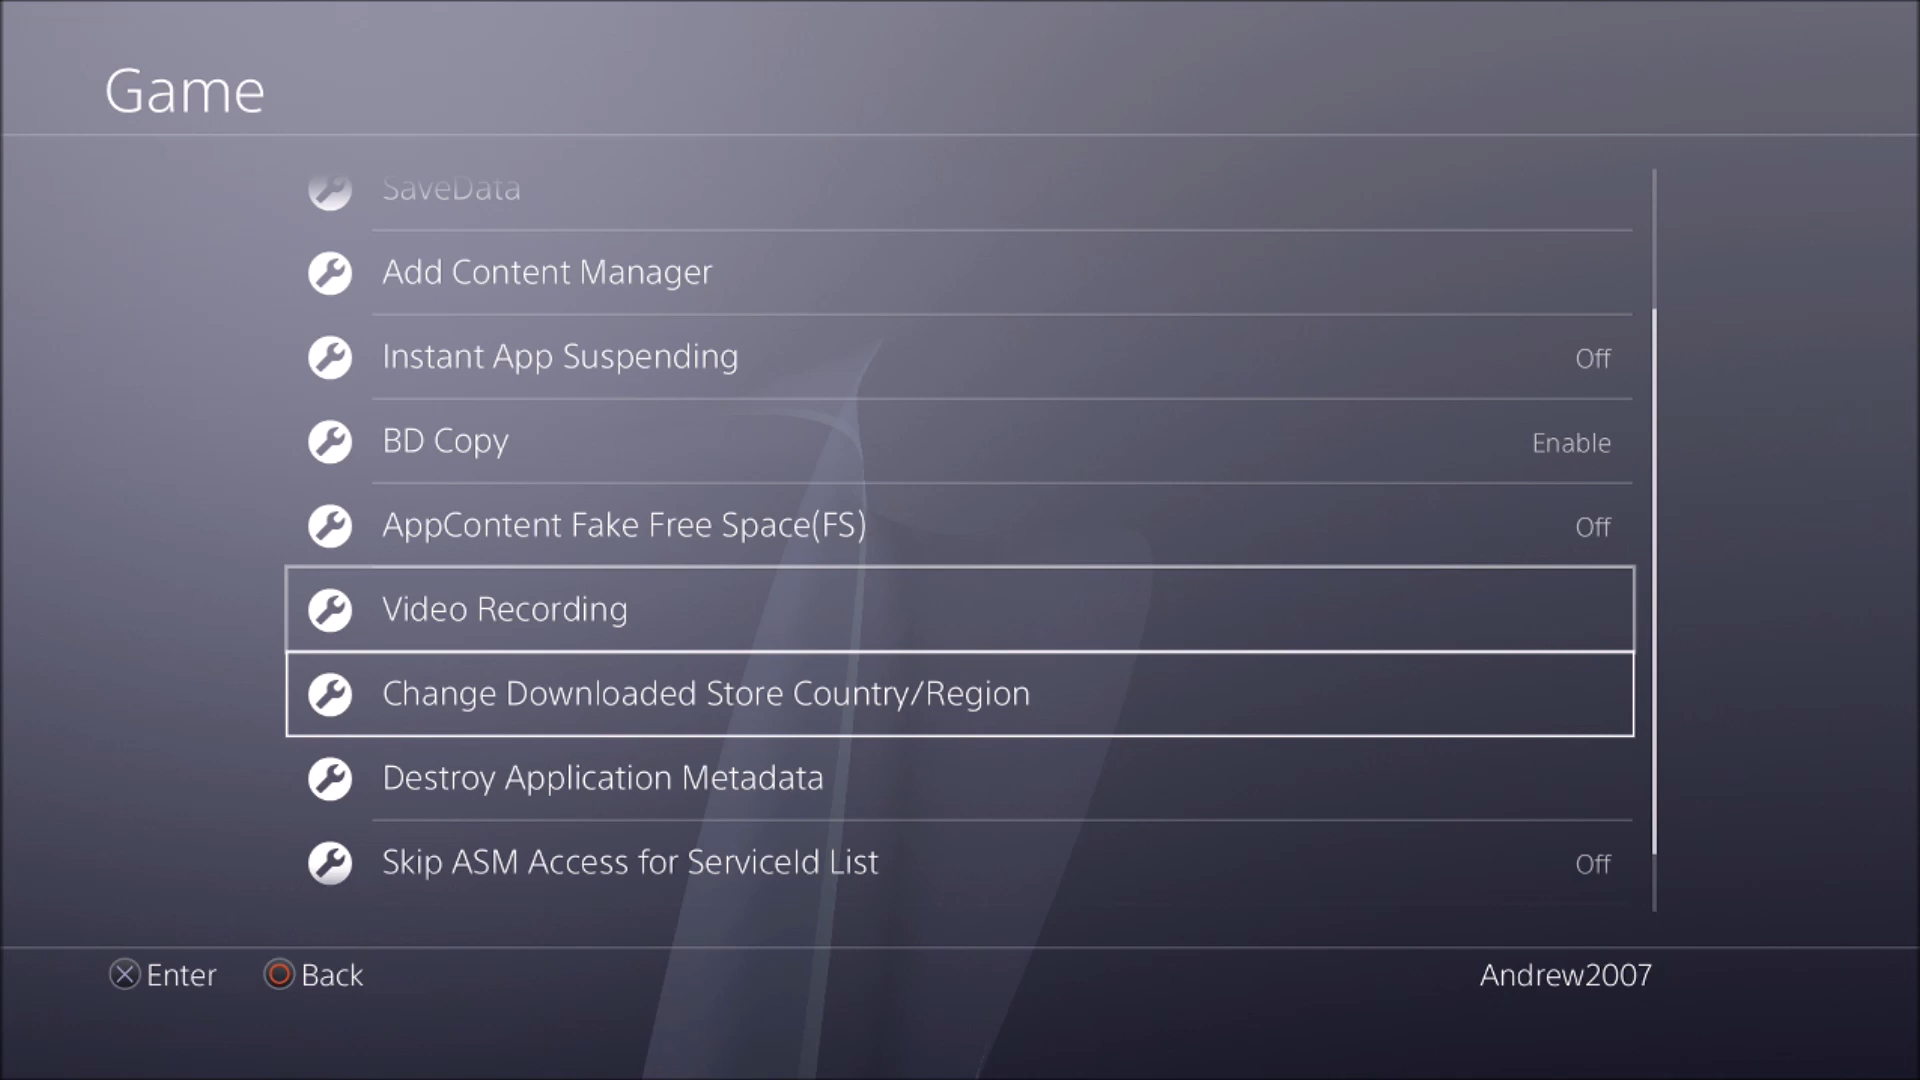 Game
SaveData
Add Content Manager
Instant App Suspending Off
BD Copy Enable
AppContent Fake Free Space(FS) Off
Video Recording
Change Downloaded Store Country/Region
Destroy Application Metadata
Skip ASM Access for ServiceId List Off
Enter Back Andrew2007